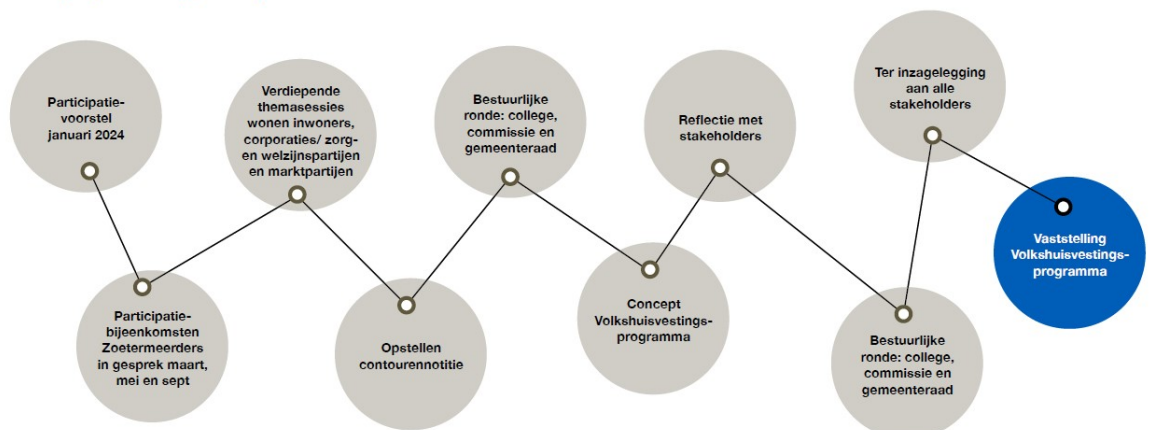 Participatie-
voorstel
januari 2024
Participatie-
bijeenkomsten
Zoetermeerders
in gesprek maart,
mei en sept
Verdiepende
themasessies
wonen inwoners,
corporaties/ zorg-
en welzijnspartijen
en marktpartijen
Opstellen
contourennotitie
Bestuurlijke
ronde: college,
commissie en
gemeenteraad
Concept
Volkshuisvestings-
programma
Reflectie met
stakeholders
Bestuurlijke
ronde: college,
commissie en
gemeenteraad
Ter inzagelegging
aan alle
stakeholders
Vaststelling
Volkshuisvestings-
programma